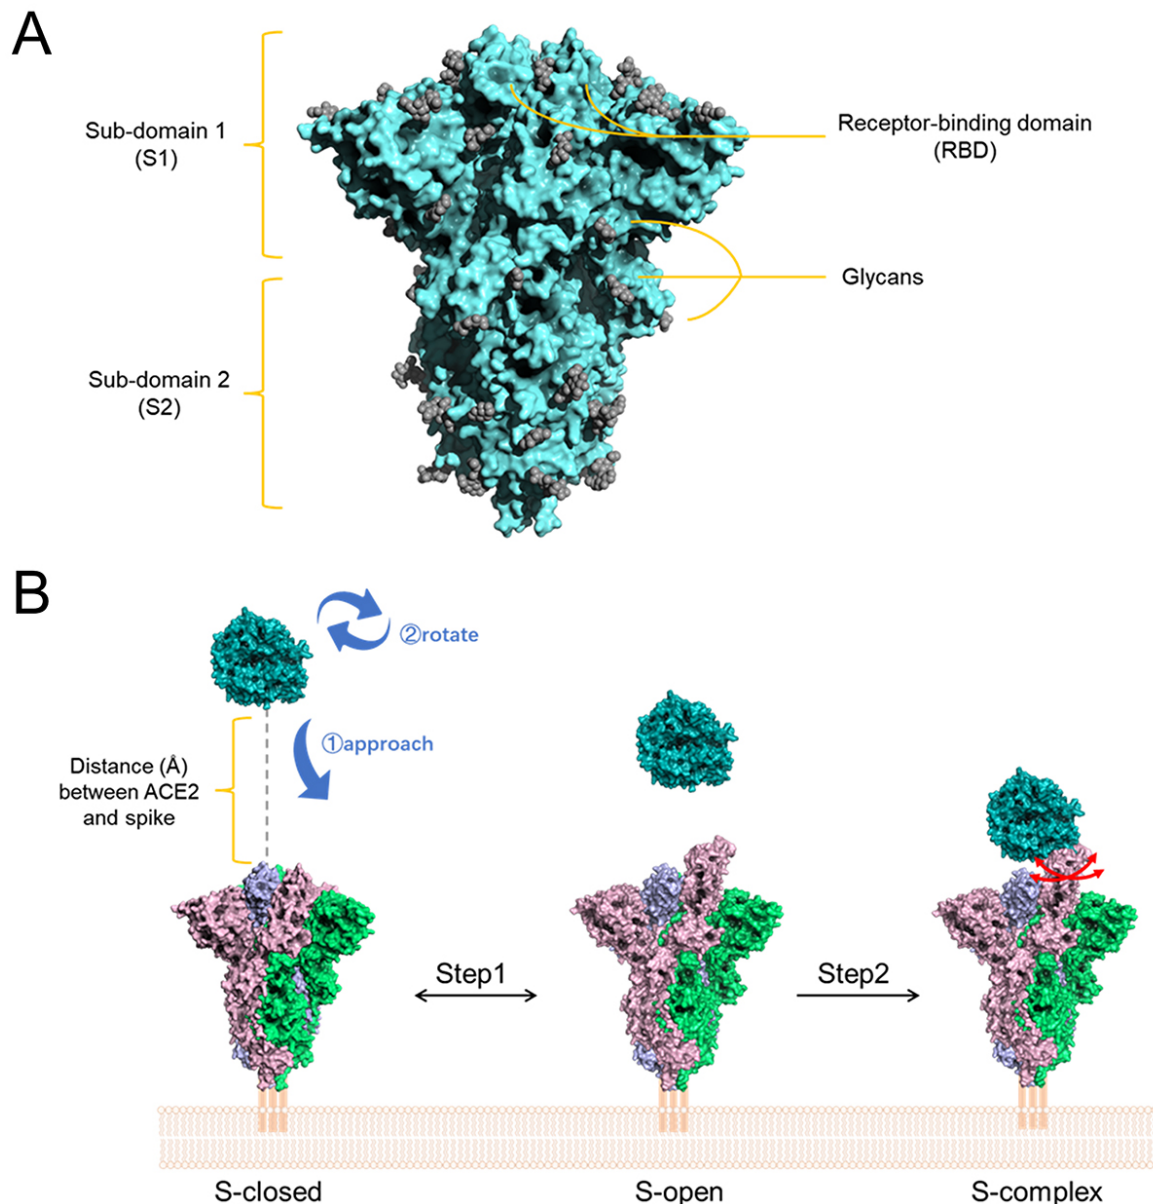 A
Sub-domain 1
(S1)
Receptor-binding domain
(RBD)
Glycans
Sub-domain 2
(S2)
B
②rotate
①approach
Distance (Å)
between ACE2
and spike
Step1
Step2
S-closed
S-open
S-complex